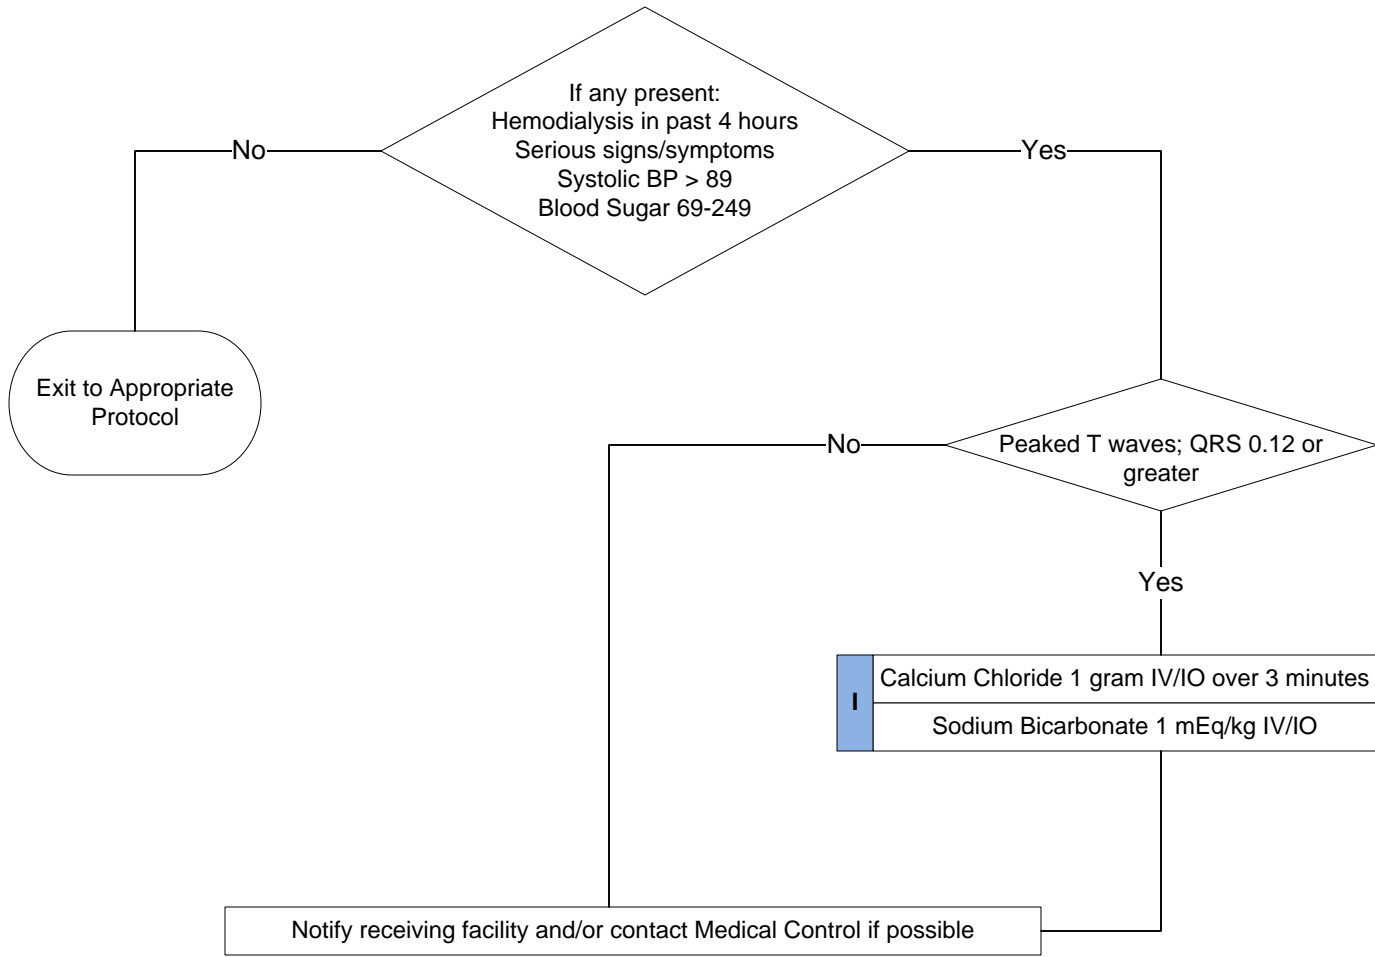 If any present:
Hemodialysis in past 4 hours
Serious signs/symptoms
Systolic BP > 89
Blood Sugar 69-249
No
Yes
Exit to Appropriate
Protocol
No
Peaked T waves; QRS 0.12 or
greater
Yes
I
Calcium Chloride 1 gram IV/IO over 3 minutes
Sodium Bicarbonate 1 mEq/kg IV/IO
Notify receiving facility and/or contact Medical Control if possible